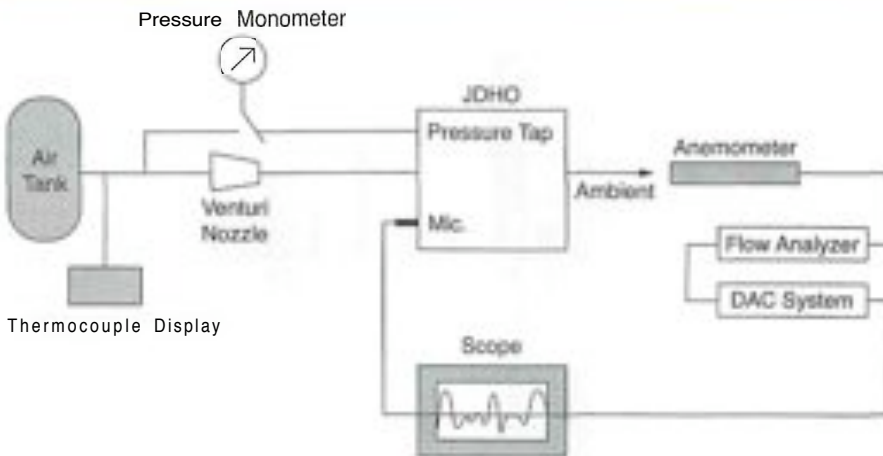 Pressure Monometer
JDHO
Pressure Tap
Air
Tank
Venturi
Nozzle
Mic.
Ambient
Anemometer
Flow Analyzer
DAC System
Thermocouple Display
Scope